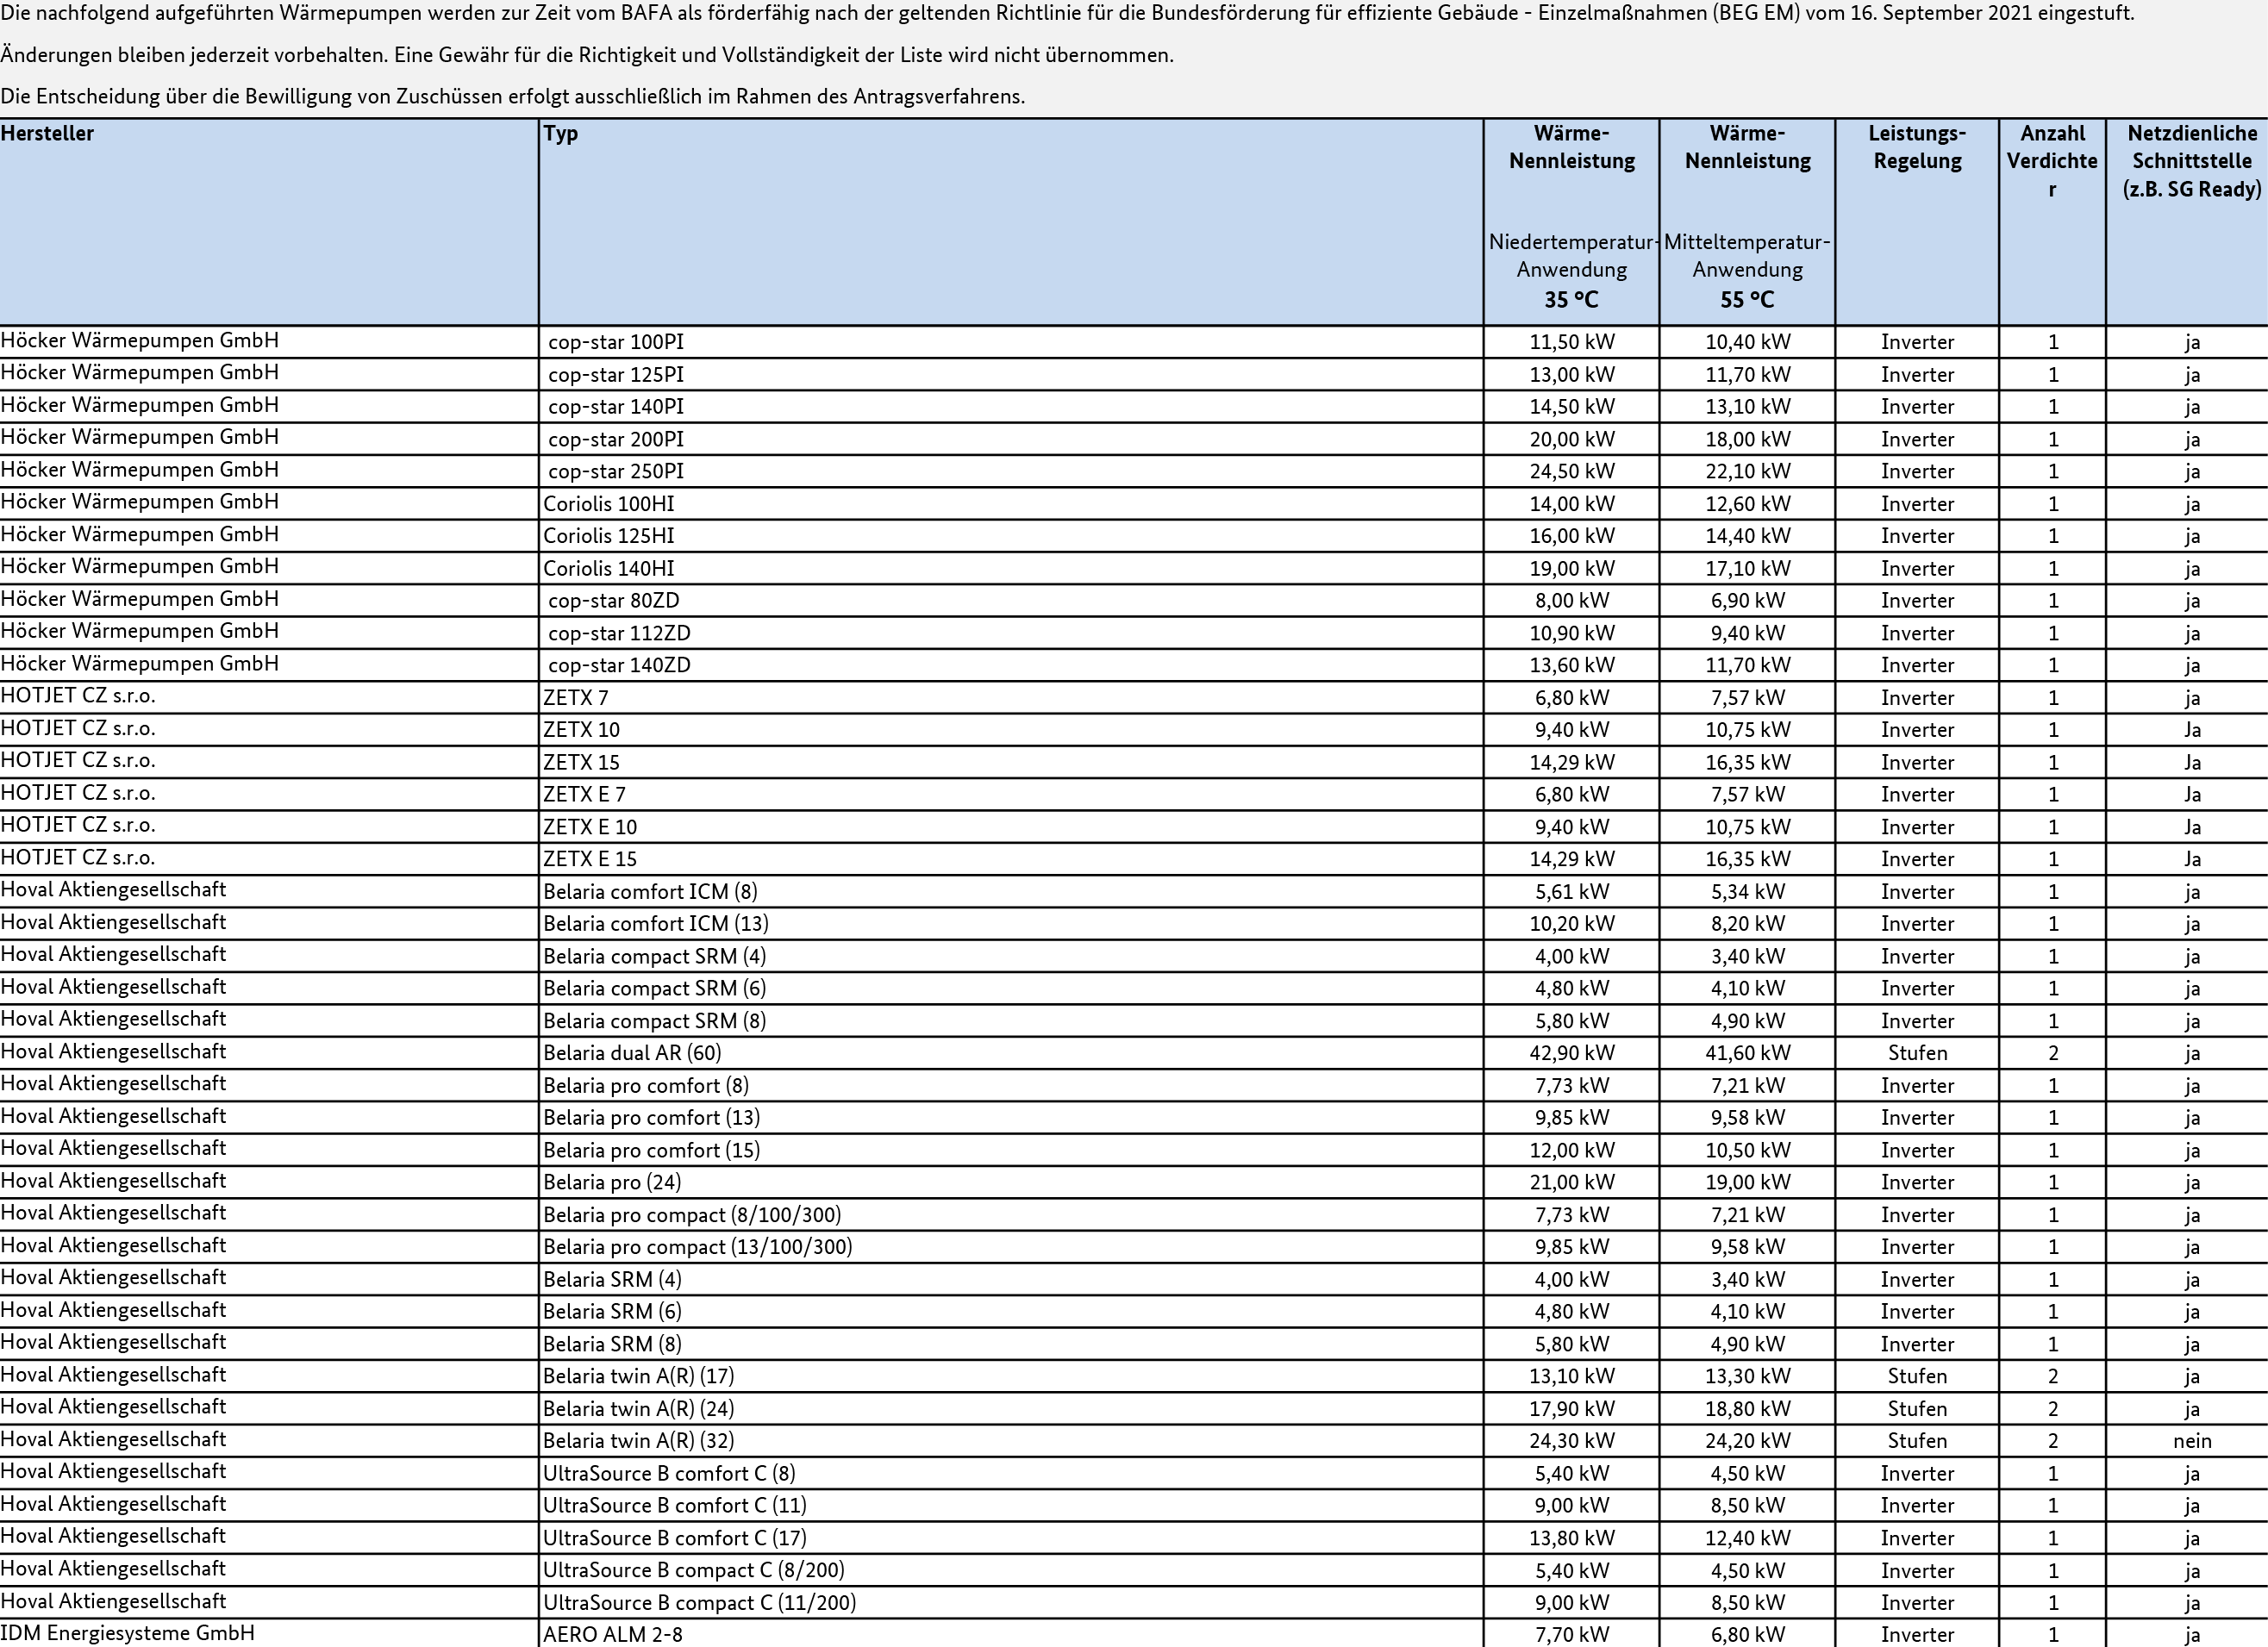 Die nachfolgend aufgeführten Wärmepumpen werden zur Zeit vom BAFA als förderfähig nach der geltenden Richtlinie für die Bundesförderung für effiziente Gebäude - Einzelmaßnahmen (BEG EM) vom 16. September 2021 eingestuft.
Änderungen bleiben jederzeit vorbehalten. Eine Gewähr für die Richtigkeit und Vollständigkeit der Liste wird nicht übernommen.
Die Entscheidung über die Bewilligung von Zuschüssen erfolgt ausschließlich im Rahmen des Antragsverfahrens.
Hersteller Typ Wärme- Wärme- Leistungs- Anzahl Netzdienliche
Nennleistung Nennleistung Regelung Verdichte Schnittstelle
r (z.B. SG Ready)
Niedertemperatur- Mitteltemperatur-
Anwendung Anwendung
35 °C 55 °C
Höcker Wärmepumpen GmbH cop-star 100PI 11,50 kW 10,40 kW Inverter 1 ja
Höcker Wärmepumpen GmbH cop-star 125PI 13,00 kW 11,70 kW Inverter 1 ja
Höcker Wärmepumpen GmbH cop-star 140PI 14,50 kW 13,10 kW Inverter 1 ja
Höcker Wärmepumpen GmbH cop-star 200PI 20,00 kW 18,00 kW Inverter 1 ja
Höcker Wärmepumpen GmbH cop-star 250PI 24,50 kW 22,10 kW Inverter 1 ja
Höcker Wärmepumpen GmbH Coriolis 100HI 14,00 kW 12,60 kW Inverter 1 ja
Höcker Wärmepumpen GmbH Coriolis 125HI 16,00 kW 14,40 kW Inverter 1 ja
Höcker Wärmepumpen GmbH Coriolis 140HI 19,00 kW 17,10 kW Inverter 1 ja
Höcker Wärmepumpen GmbH cop-star 80ZD 8,00 kW 6,90 kW Inverter 1 ja
Höcker Wärmepumpen GmbH cop-star 112ZD 10,90 kW 9,40 kW Inverter 1 ja
Höcker Wärmepumpen GmbH cop-star 140ZD 13,60 kW 11,70 kW Inverter 1 ja
HOTJET CZ s.r.o. ZETX 7 6,80 kW 7,57 kW Inverter 1 ja
HOTJET CZ s.r.o. ZETX 10 9,40 kW 10,75 kW Inverter 1 Ja
HOTJET CZ s.r.o. ZETX 15 14,29 kW 16,35 kW Inverter 1 Ja
HOTJET CZ s.r.o. ZETX E 7 6,80 kW 7,57 kW Inverter 1 Ja
HOTJET CZ s.r.o. ZETX E 10 9,40 kW 10,75 kW Inverter 1 Ja
HOTJET CZ s.r.o. ZETX E 15 14,29 kW 16,35 kW Inverter 1 Ja
Hoval Aktiengesellschaft Belaria comfort ICM (8) 5,61 kW 5,34 kW Inverter 1 ja
Hoval Aktiengesellschaft Belaria comfort ICM (13) 10,20 kW 8,20 kW Inverter 1 ja
Hoval Aktiengesellschaft Belaria compact SRM (4) 4,00 kW 3,40 kW Inverter 1 ja
Hoval Aktiengesellschaft Belaria compact SRM (6) 4,80 kW 4,10 kW Inverter 1 ja
Hoval Aktiengesellschaft Belaria compact SRM (8) 5,80 kW 4,90 kW Inverter 1 ja
Hoval Aktiengesellschaft Belaria dual AR (60) 42,90 kW 41,60 kW Stufen 2 ja
Hoval Aktiengesellschaft Belaria pro comfort (8) 7,73 kW 7,21 kW Inverter 1 ja
Hoval Aktiengesellschaft Belaria pro comfort (13) 9,85 kW 9,58 kW Inverter 1 ja
Hoval Aktiengesellschaft Belaria pro comfort (15) 12,00 kW 10,50 kW Inverter 1 ja
Hoval Aktiengesellschaft Belaria pro (24) 21,00 kW 19,00 kW Inverter 1 ja
Hoval Aktiengesellschaft Belaria pro compact (8/100/300) 7,73 kW 7,21 kW Inverter 1 ja
Hoval Aktiengesellschaft Belaria pro compact (13/100/300) 9,85 kW 9,58 kW Inverter 1 ja
Hoval Aktiengesellschaft Belaria SRM (4) 4,00 kW 3,40 kW Inverter 1 ja
Hoval Aktiengesellschaft Belaria SRM (6) 4,80 kW 4,10 kW Inverter 1 ja
Hoval Aktiengesellschaft Belaria SRM (8) 5,80 kW 4,90 kW Inverter 1 ja
Hoval Aktiengesellschaft Belaria twin A(R) (17) 13,10 kW 13,30 kW Stufen 2 ja
Hoval Aktiengesellschaft Belaria twin A(R) (24) 17,90 kW 18,80 kW Stufen 2 ja
Hoval Aktiengesellschaft Belaria twin A(R) (32) 24,30 kW 24,20 kW Stufen 2 nein
Hoval Aktiengesellschaft UltraSource B comfort C (8) 5,40 kW 4,50 kW Inverter 1 ja
Hoval Aktiengesellschaft UltraSource B comfort C (11) 9,00 kW 8,50 kW Inverter 1 ja
Hoval Aktiengesellschaft UltraSource B comfort C (17) 13,80 kW 12,40 kW Inverter 1 ja
Hoval Aktiengesellschaft UltraSource B compact C (8/200) 5,40 kW 4,50 kW Inverter 1 ja
Hoval Aktiengesellschaft UltraSource B compact C (11/200) 9,00 kW 8,50 kW Inverter 1 ja
IDM Energiesysteme GmbH AERO ALM 2-8 7,70 kW 6,80 kW Inverter 1 ja